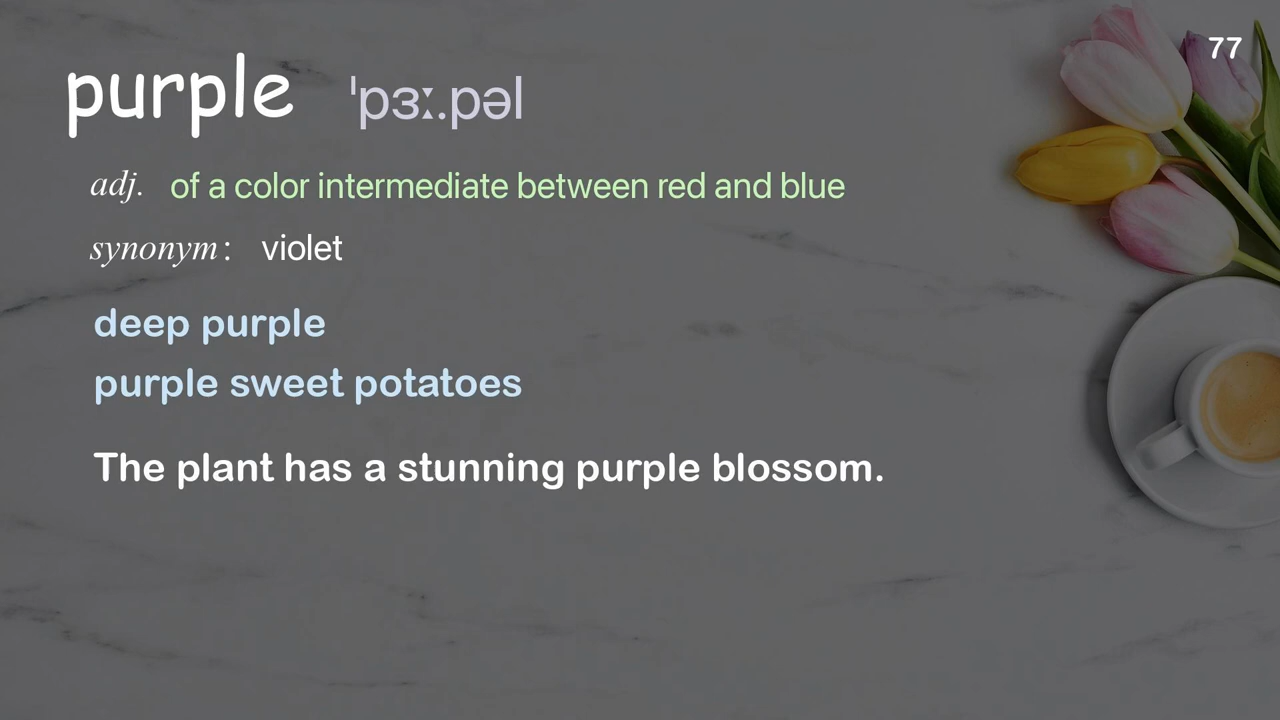 77
purple ˈpɜː.pəl
adj. of a color intermediate between red and blue
synonym: violet
deep purple
purple sweet potatoes
The plant has a stunning purple blossom.